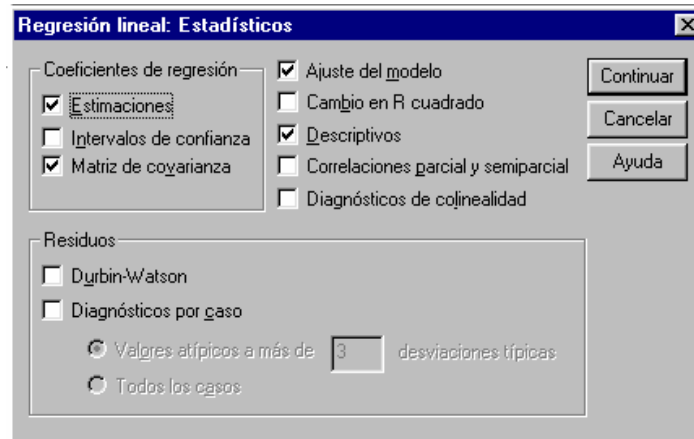 Regresión lineal: Estadísticos
Coeficientes de regresión
Estimaciones
Intervalos de confianza
Matriz de covarianza
Ajuste del modelo
Cambio en R cuadrado
Descriptivos
Correlaciones parcial y semiparcial
Diagnósticos de colinealidad
Continuar
Cancelar
Ayuda
Residuos
Durbin-Watson
Diagnósticos por caso
Valores atípicos a más de 3 desviaciones típicas
Todos los casos